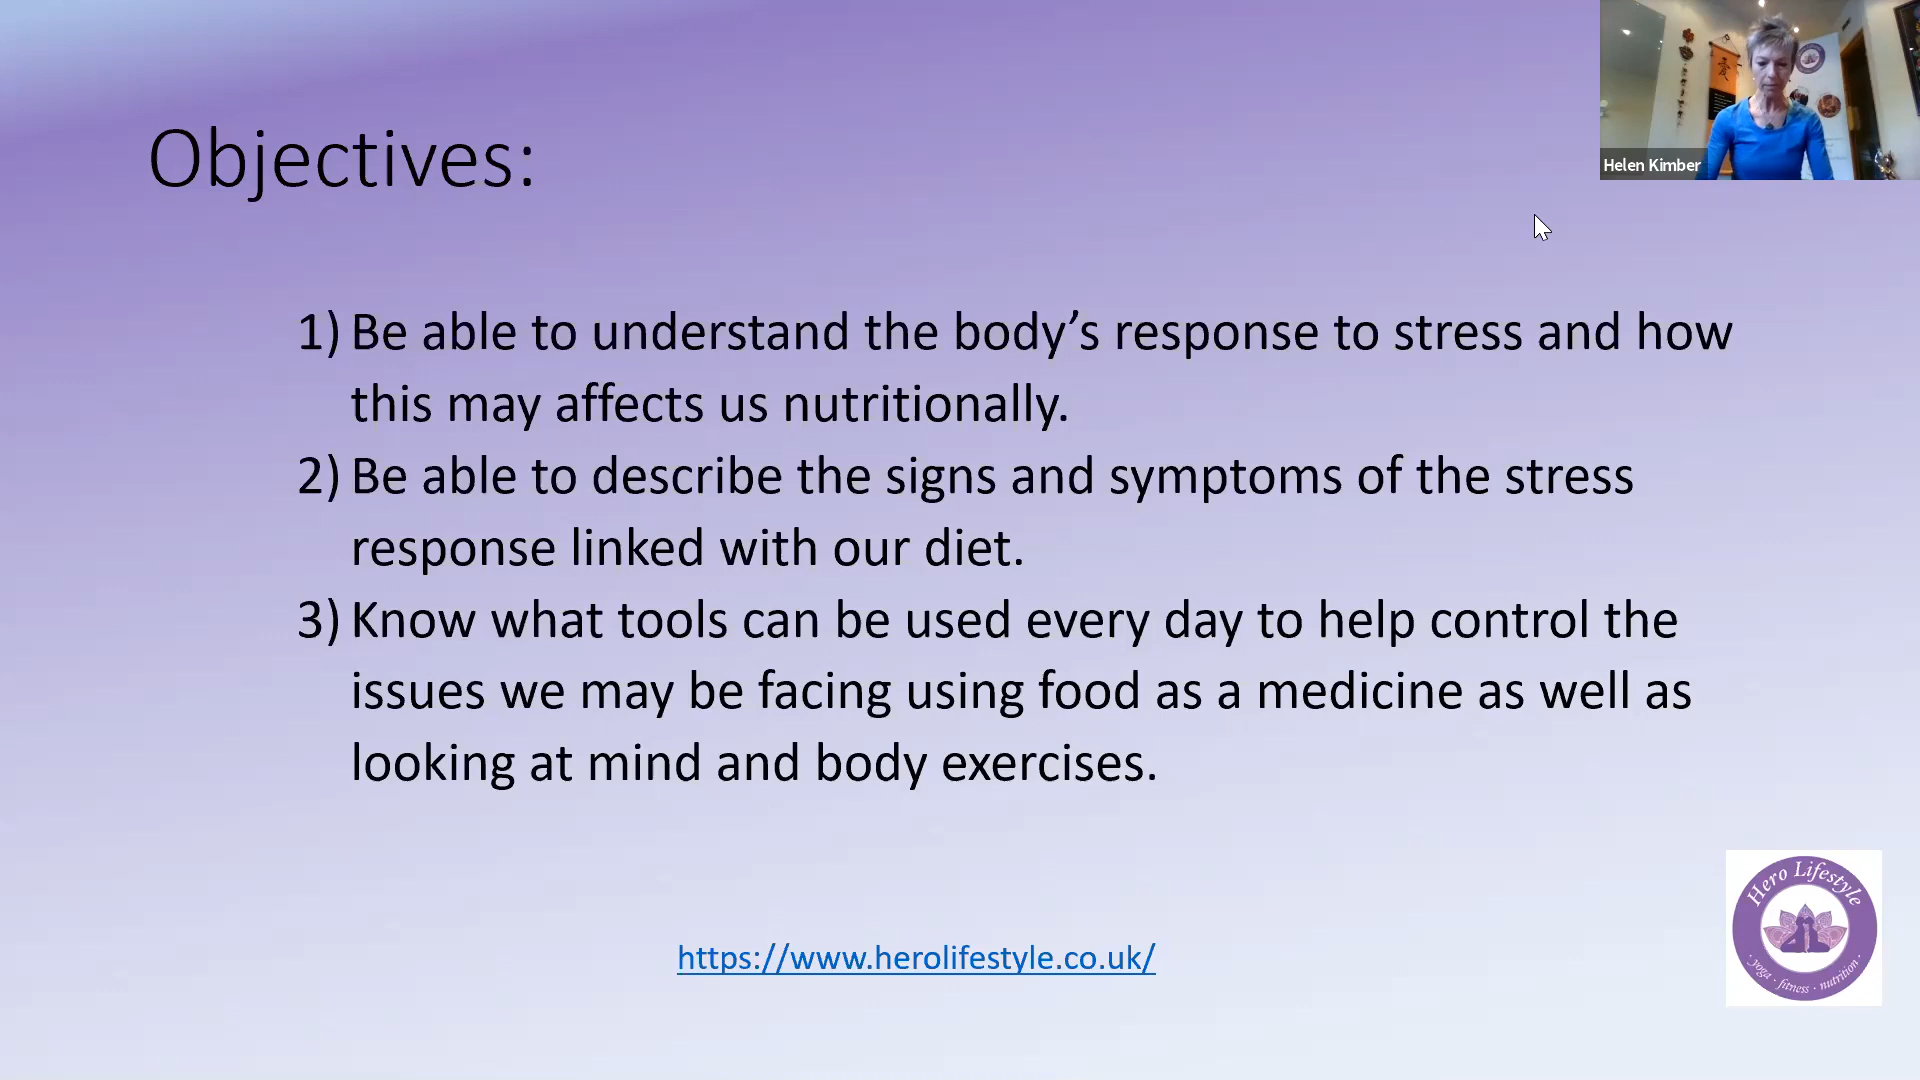 Objectives:
Helen Kimber
1) Be able to understand the body’s response to stress and how
this may affects us nutritionally.
2) Be able to describe the signs and symptoms of the stress
response linked with our diet.
3) Know what tools can be used every day to help control the
issues we may be facing using food as a medicine as well as
looking at mind and body exercises.
Hero Lifestyle
· yoga · fitness · nutrition ·
https://www.herolifestyle.co.uk/